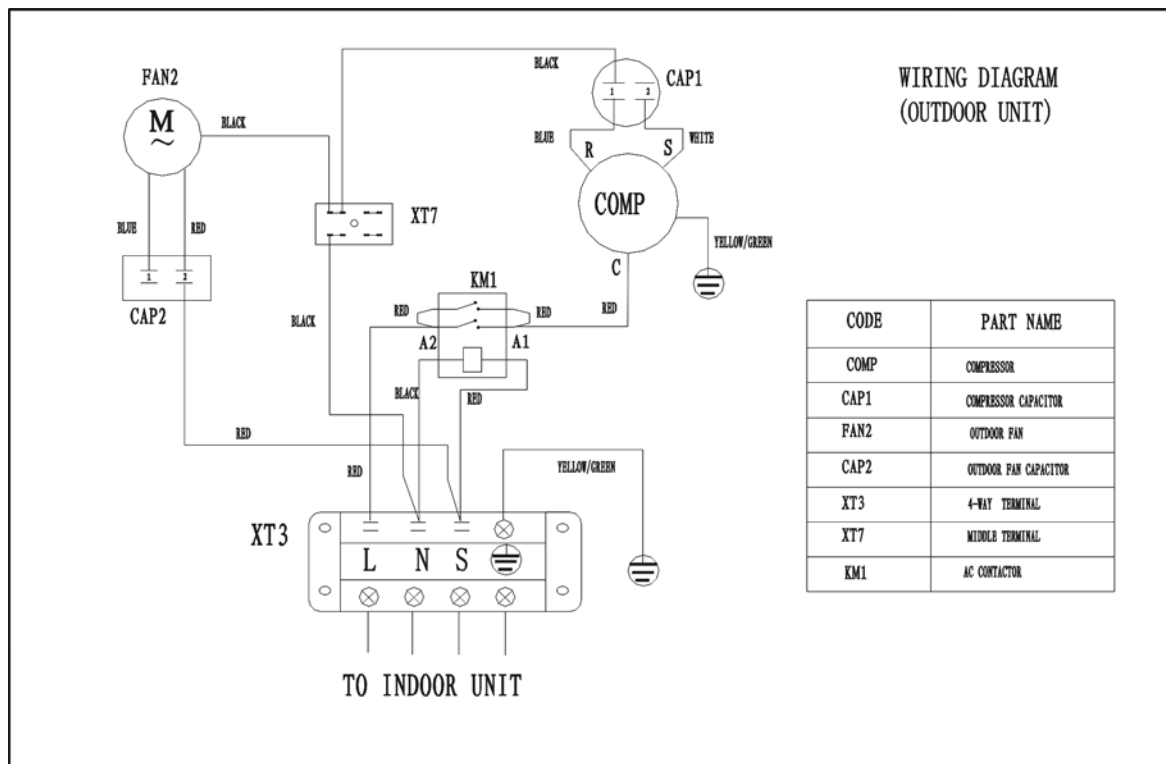 WIRING DIAGRAM
(OUTDOOR UNIT)
FAN2
M
~
BLACK
BLACK
CAP1
1 2
BLUE
R
S
WHITE
COMP
C
YELLOW/GREEN
RED
XT7
BLUE
RED
1 2
CAP2
BLACK
KM1
RED
RED
A2
A1
BLACK
RED
RED
RED
YELLOW/GREEN
XT3
L N S
TO INDOOR UNIT
CODE PART NAME
COMP COMPRESSOR
CAP1 COMPRESSOR CAPACITOR
FAN2 OUTDOOR FAN
CAP2 OUTDOOR FAN CAPACITOR
XT3 4-WAY TERMINAL
XT7 MIDDLE TERMINAL
KM1 AC CONTACTOR